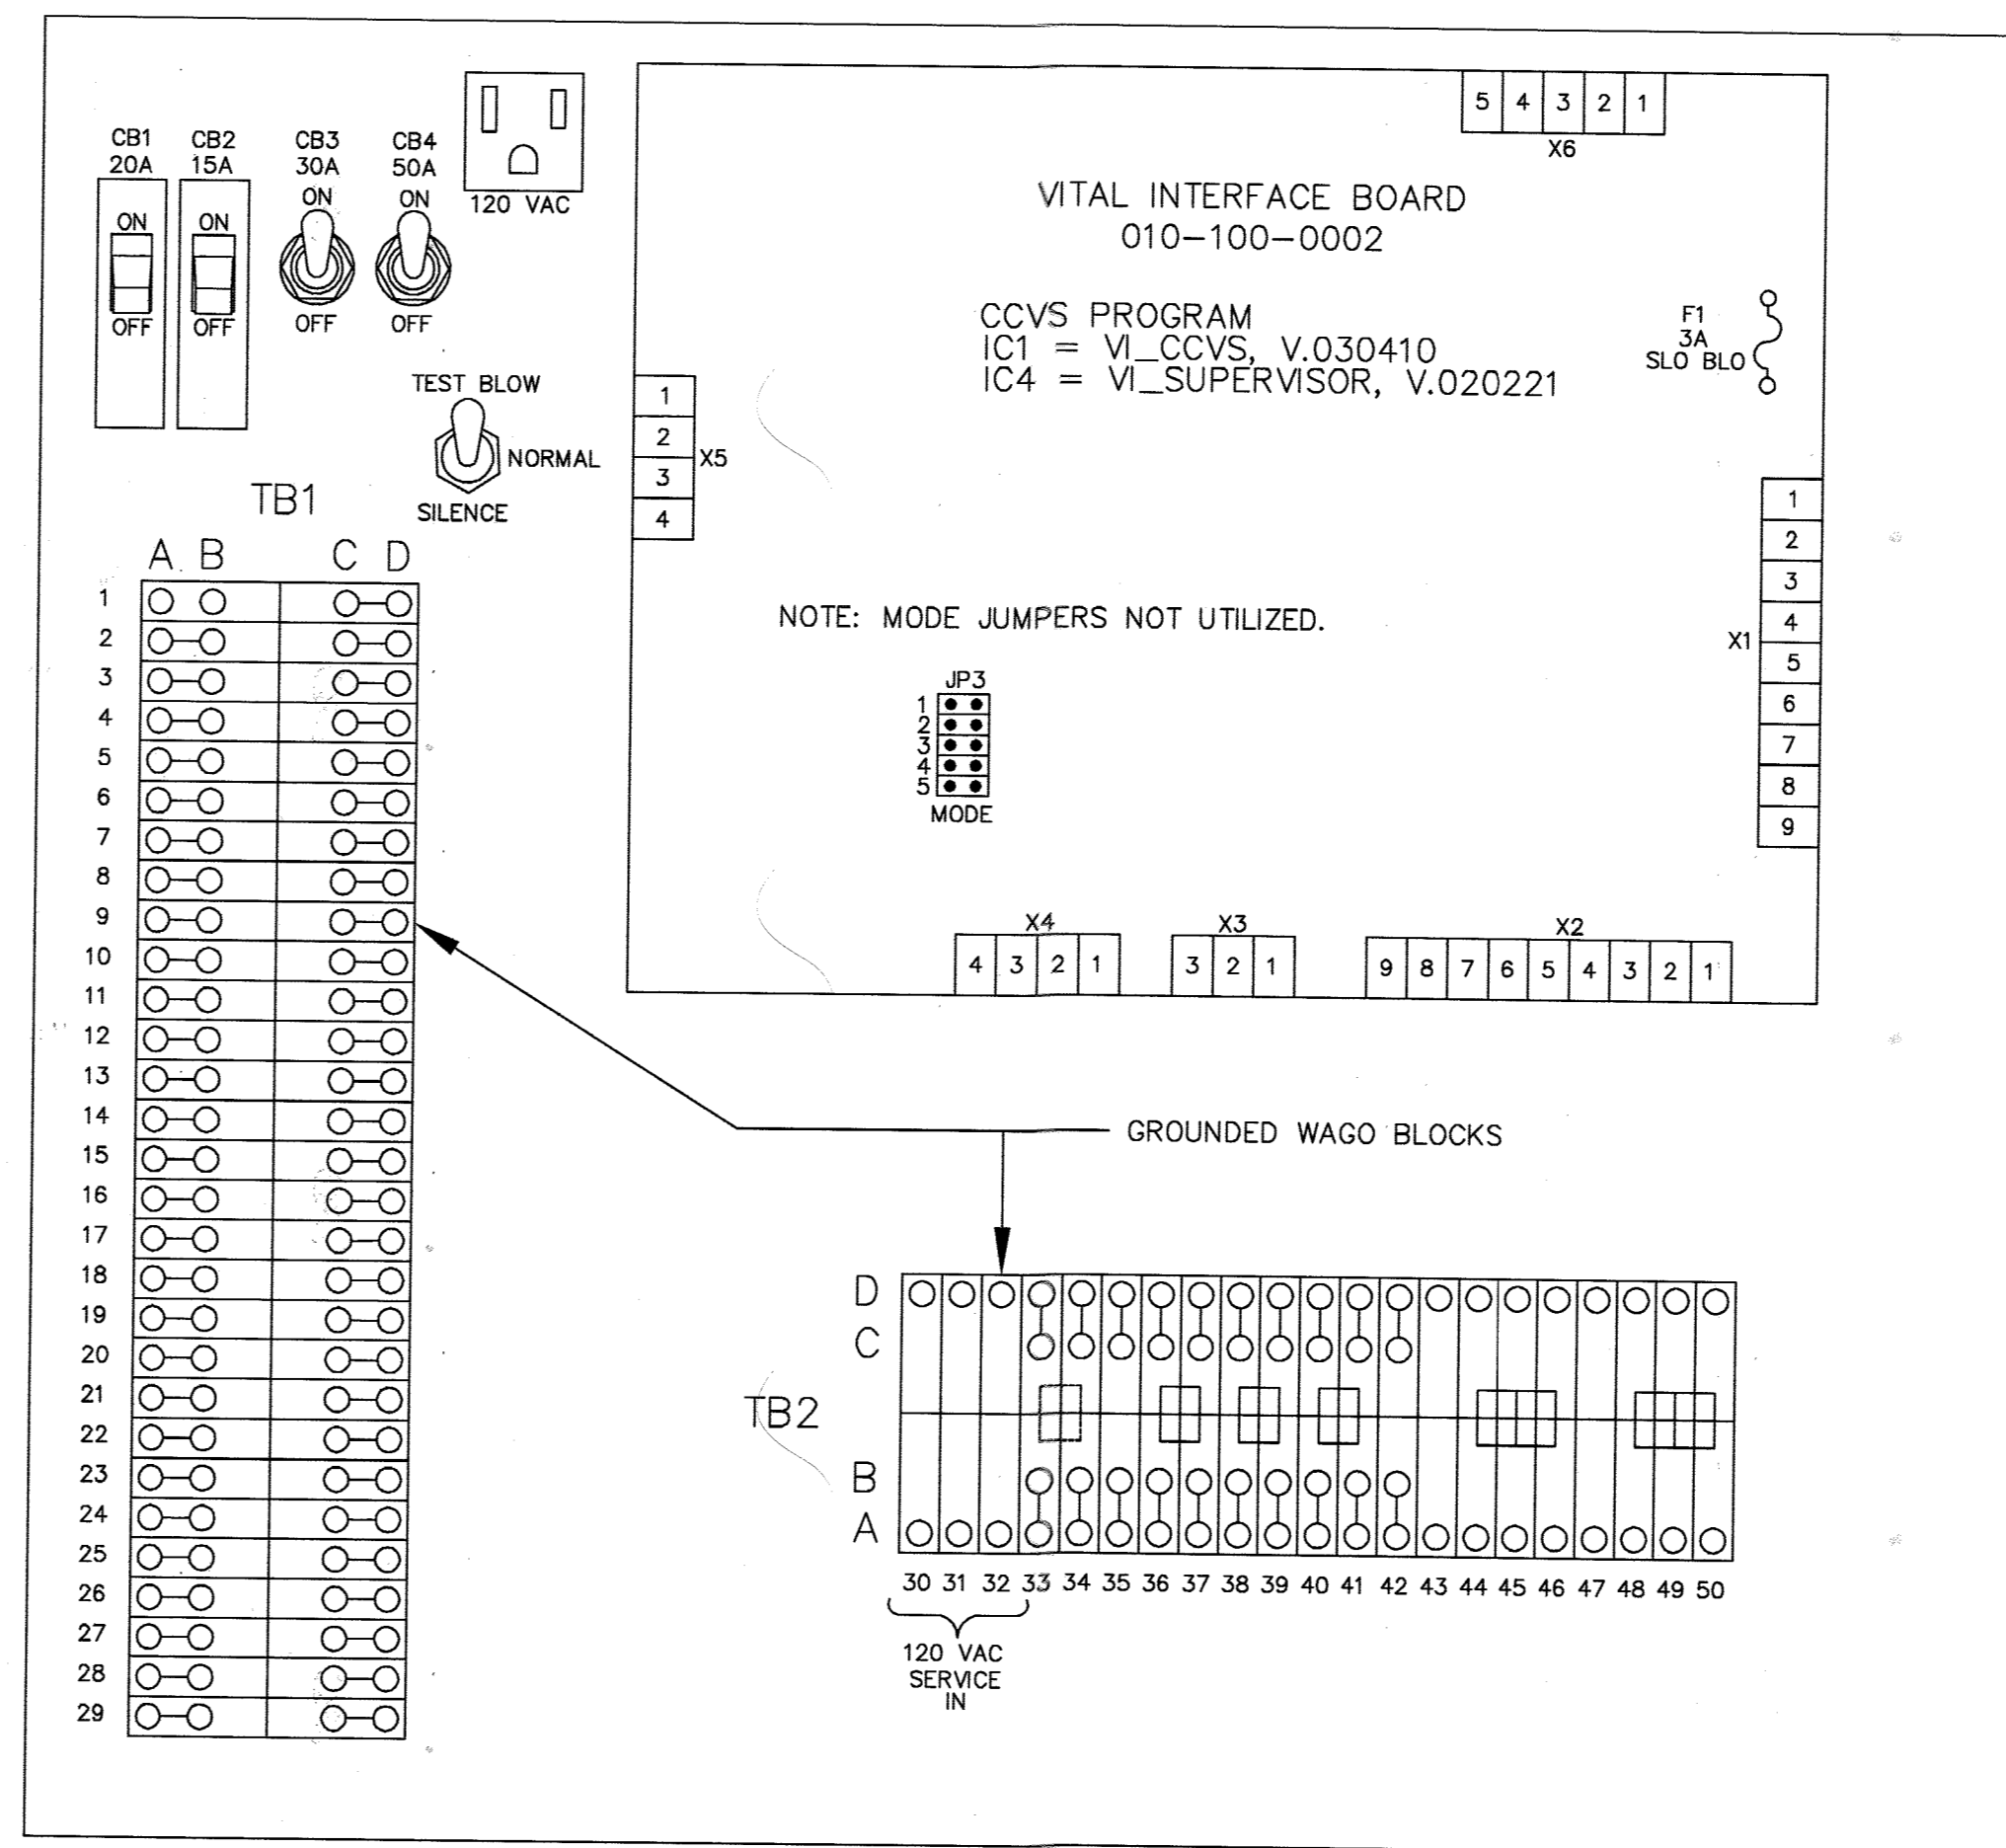 CB1
20A
CB2
15A
CB3
30A
CB4
50A
ON
OFF
ON
OFF
ON
OFF
ON
OFF
120 VAC
TEST BLOW
NORMAL
SILENCE
5 4 3 2 1
X6
VITAL INTERFACE BOARD
010-100-0002
CCVS PROGRAM
IC1 = VI_CCVS, V.030410
IC4 = VI_SUPERVISOR, V.020221
F1
3A
SLO BLO
1
2
3
4
X5
1
2
3
4
5
6
7
8
9
X1
NOTE: MODE JUMPERS NOT UTILIZED.
JP3
1
2
3
4
5
MODE
X4
4 3 2 1
X3
3 2 1
X2
9 8 7 6 5 4 3 2 1
TB1
A B C D
1
2
3
4
5
6
7
8
9
10
11
12
13
14
15
16
17
18
19
20
21
22
23
24
25
26
27
28
29
GROUNDED WAGO BLOCKS
TB2
D
C
B
A
30 31 32 33 34 35 36 37 38 39 40 41 42 43 44 45 46 47 48 49 50
120 VAC
SERVICE
IN